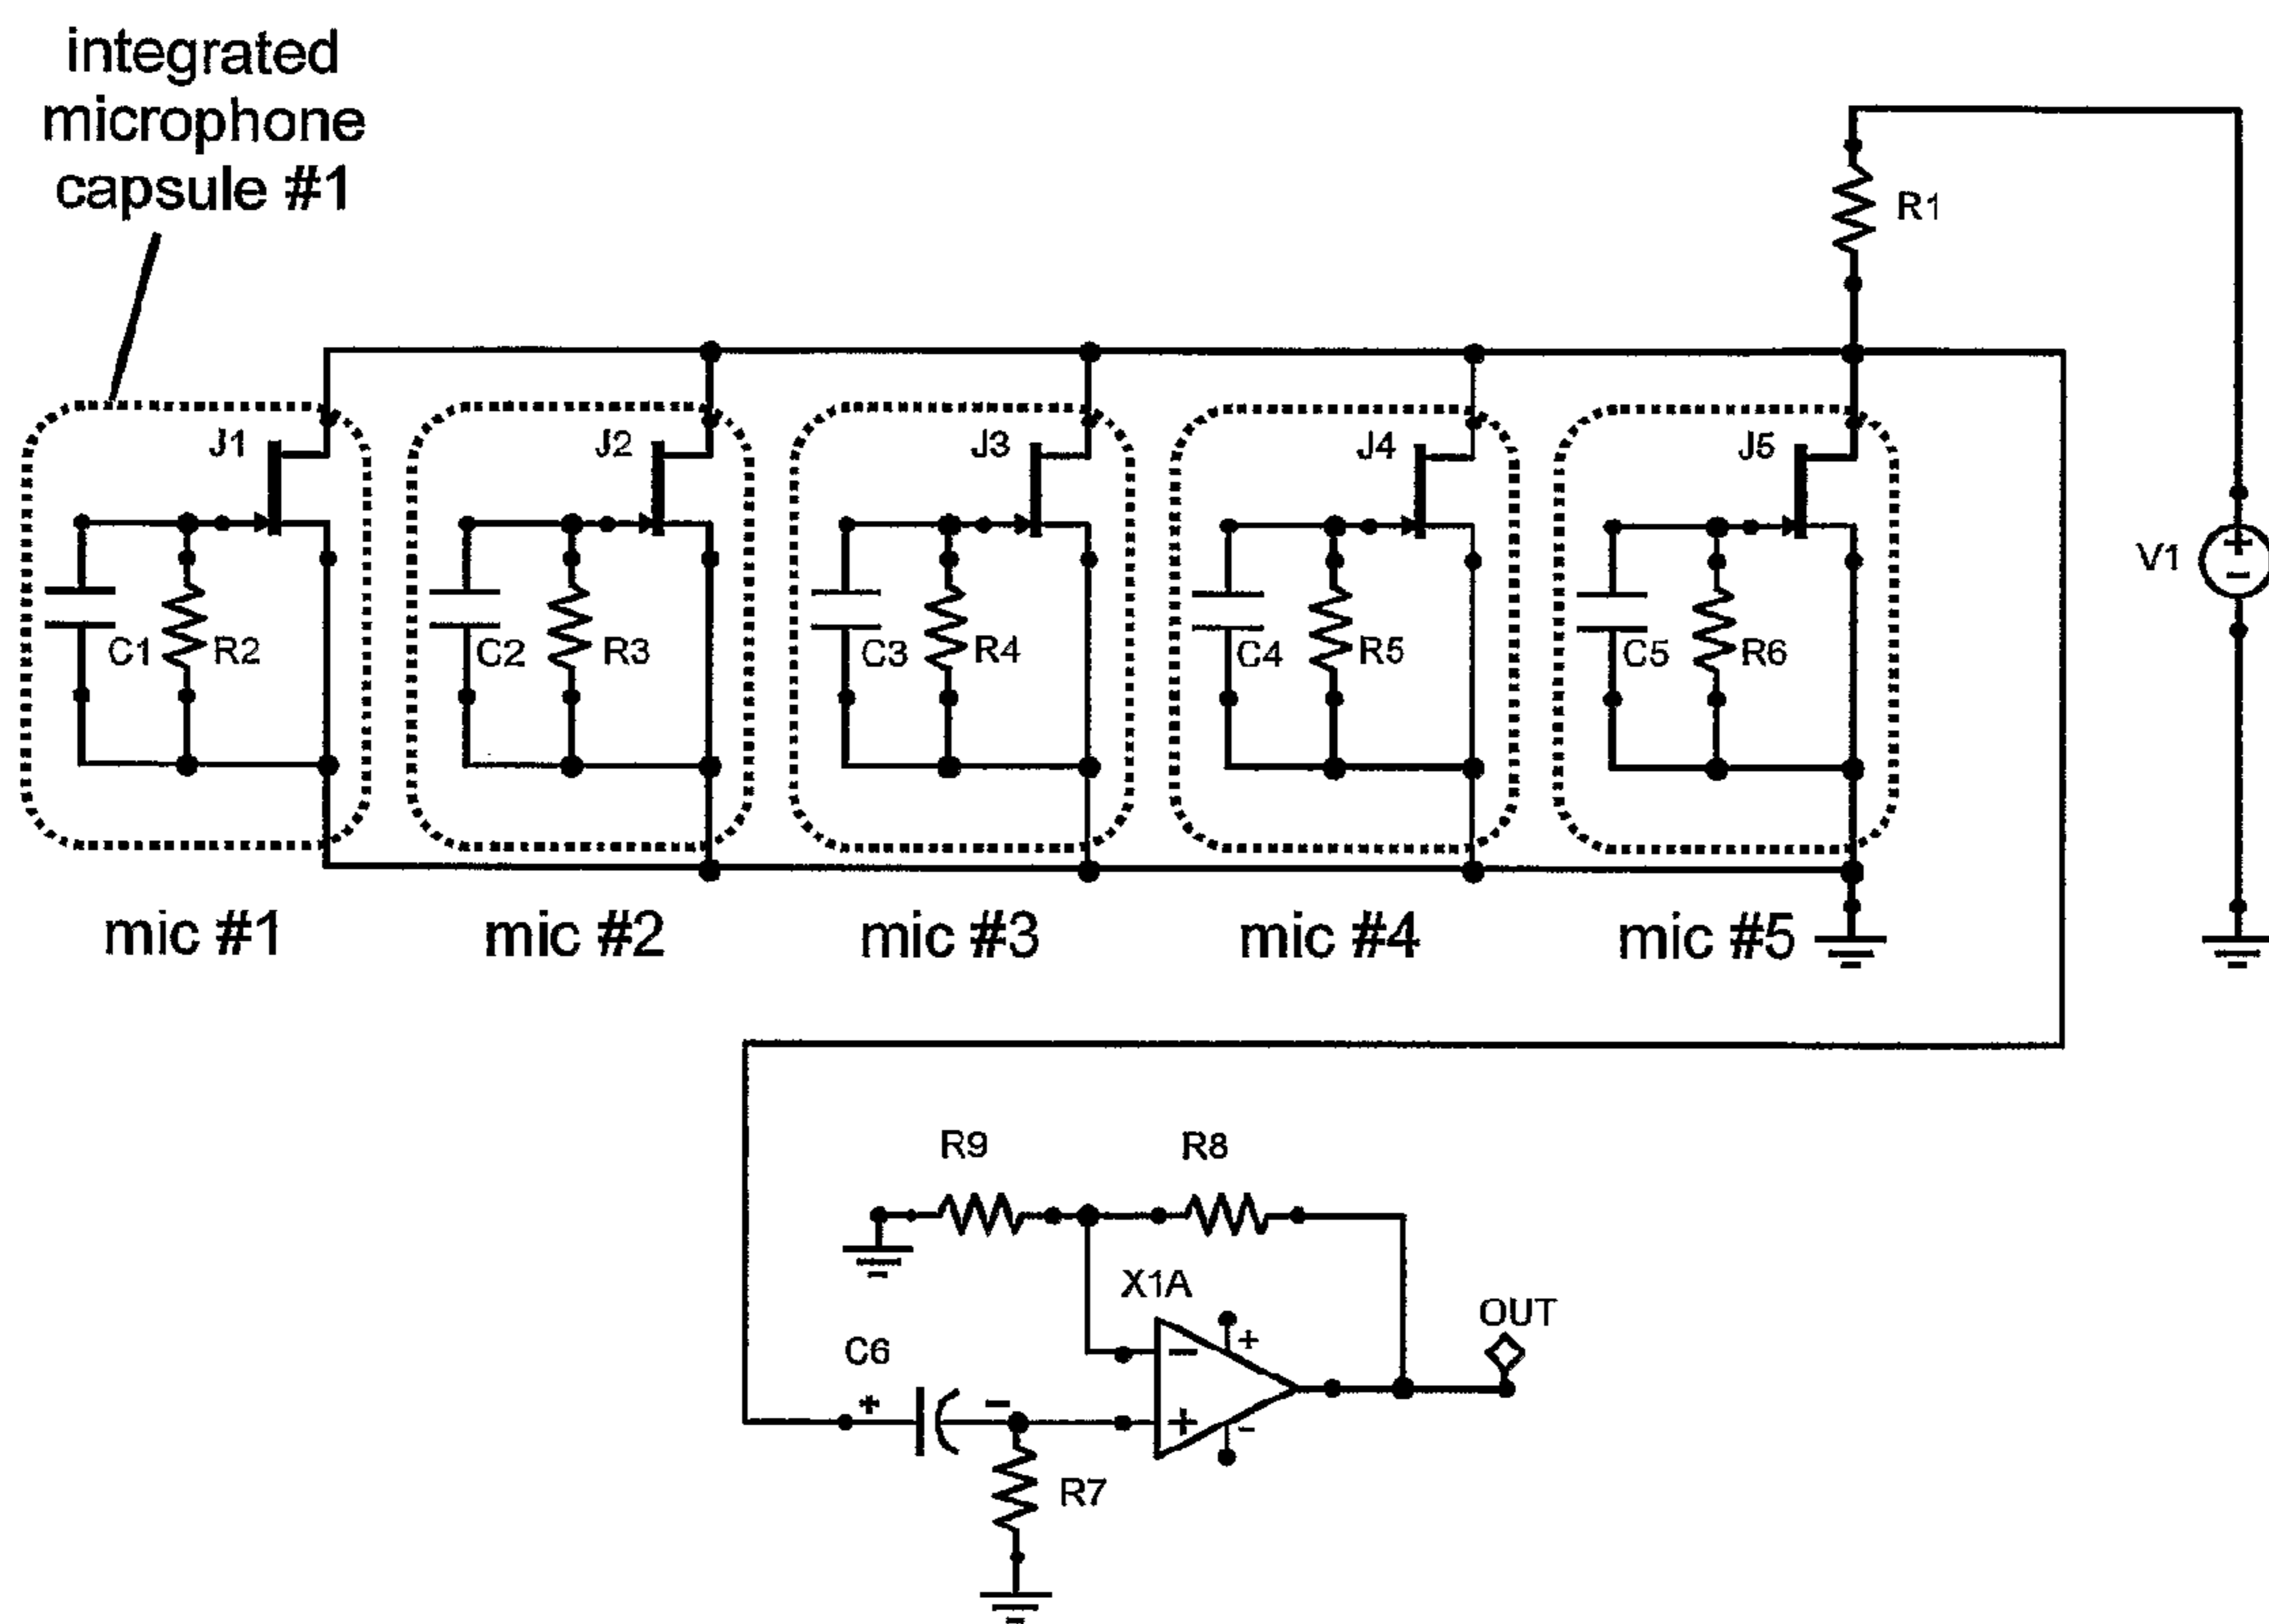 integrated
microphone
capsule #1
R1
J1
J2
J3
J4
J5
V1
+
-
C1
R2
C2
R3
C3
R4
C4
R5
C5
R6
mic #1
mic #2
mic #3
mic #4
mic #5
R9
R8
X1A
OUT
C6
+
-
-
+
+
-
R7